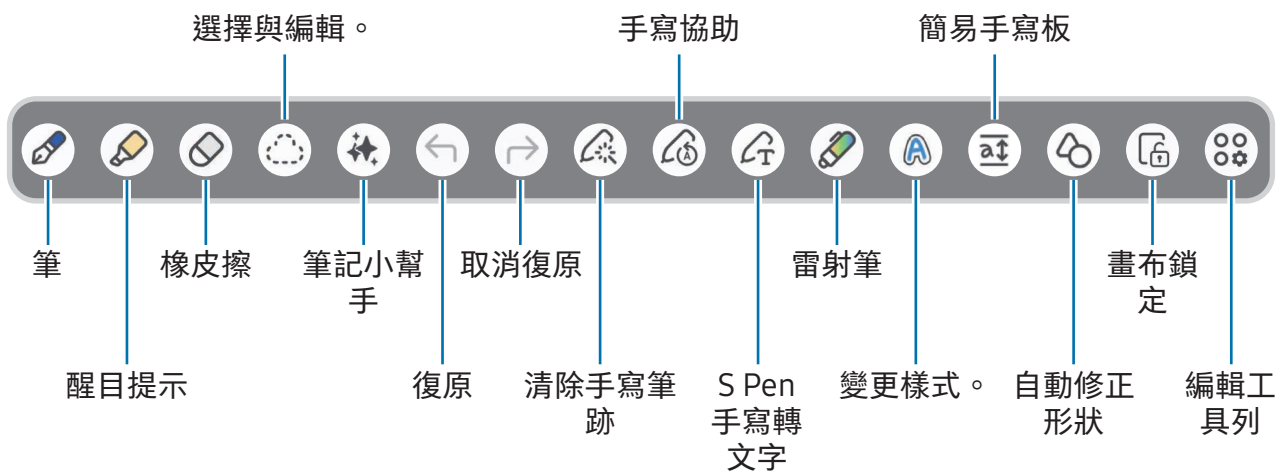 選擇與編輯。
手寫協助
簡易手寫板
筆
橡皮擦
筆記小幫
手
取消復原
雷射筆
畫布鎖
定
醒目提示
復原
清除手寫筆
跡
S Pen
手寫轉
文字
變更樣式。
自動修正
形狀
編輯工
具列